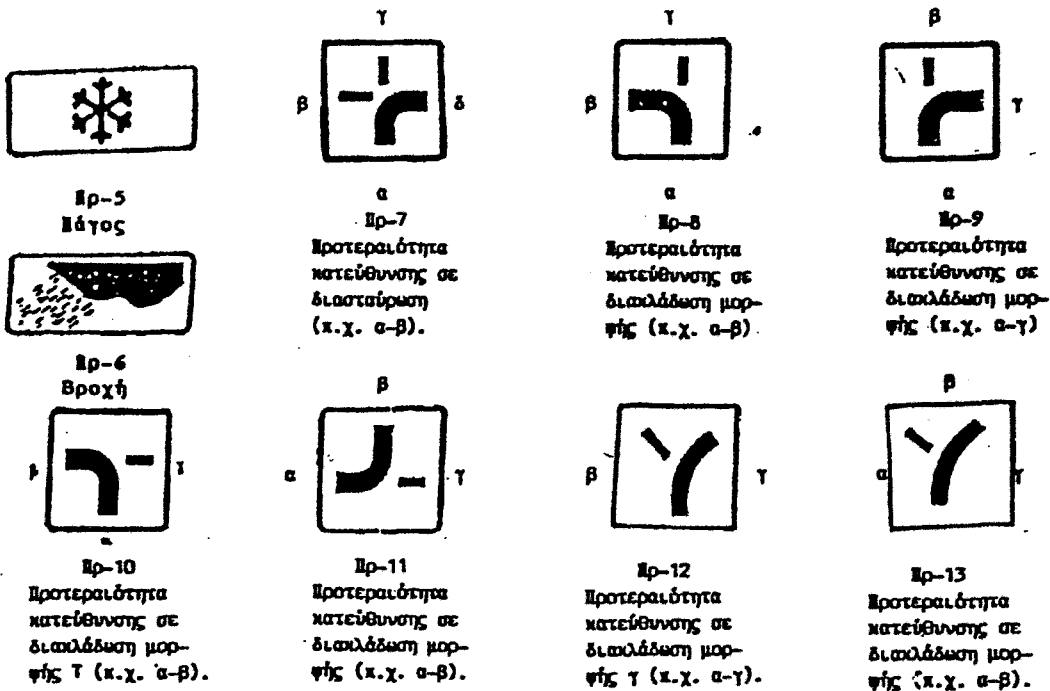 Πρ-5
Πάγος
Πρ-6
Βροχή
γ
β
δ
α
Πρ-7
Προτεραιότητα
κατεύθυνσης σε
διασταύρωση
(π.χ. α-β).
γ
β
α
Πρ-8
Προτεραιότητα
κατεύθυνσης σε
διακλάδωση μορ-
φής (π.χ. α-β)
β
γ
α
Πρ-9
Προτεραιότητα
κατεύθυνσης σε
διακλάδωση μορ-
φής (π.χ. α-γ)
β
γ
α
Πρ-10
Προτεραιότητα
κατεύθυνσης σε
διακλάδωση μορ-
φής Τ (π.χ. α-β).
β
α
γ
Πρ-11
Προτεραιότητα
κατεύθυνσης σε
διακλάδωση μορ-
φής (π.χ. α-β).
β
γ
Πρ-12
Προτεραιότητα
κατεύθυνσης σε
διακλάδωση μορ-
φής γ (π.χ. α-γ).
β
α
γ
Πρ-13
Προτεραιότητα
κατεύθυνσης σε
διακλάδωση μορ-
φής (π.χ. α-β).